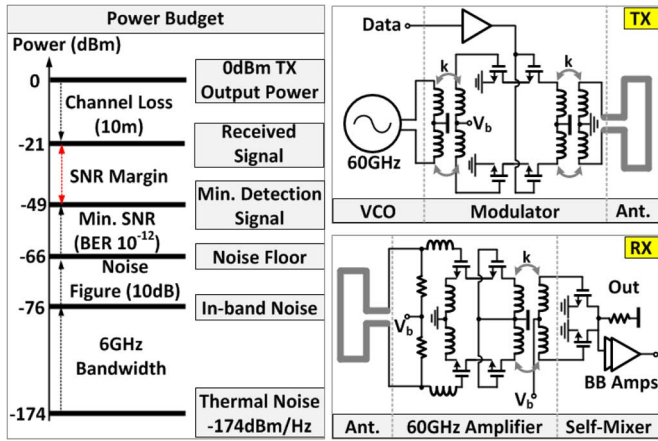 Power Budget
Power (dBm)
0
0dBm TX
Output Power
Channel Loss
(10m)
-21
Received
Signal
SNR Margin
-49
Min. Detection
Signal
Min. SNR
(BER 10⁻¹²)
-66
Noise Floor
Noise
Figure (10dB)
-76
In-band Noise
6GHz
Bandwidth
-174
Thermal Noise
-174dBm/Hz
TX
Data
k
k
Vb
60GHz
VCO
Modulator
Ant.
RX
k
Out
Vb
Vb
BB Amps
Ant.
60GHz Amplifier
Self-Mixer